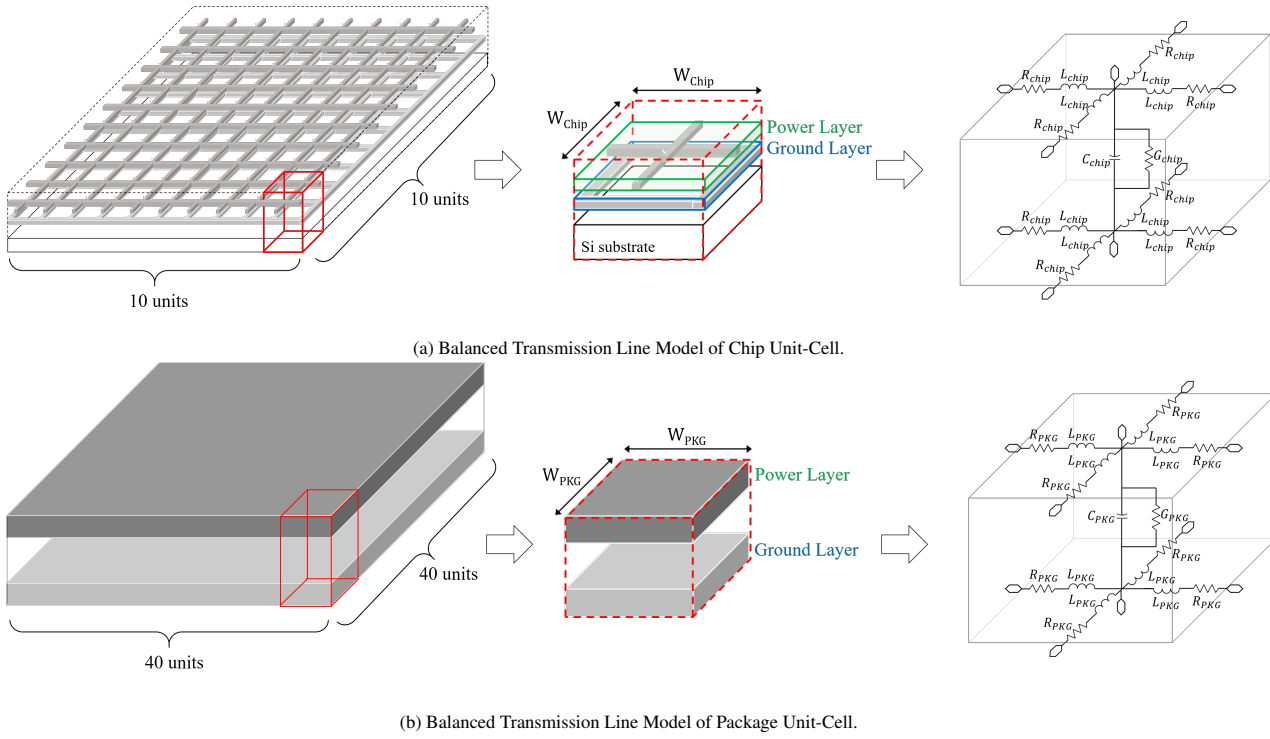 10 units
10 units
W_Chip
W_Chip
Power Layer
Ground Layer
Si substrate
R_chip
R_chip L_chip L_chip
L_chip L_chip R_chip
R_chip
C_chip G_chip
R_chip L_chip L_chip R_chip
L_chip L_chip R_chip
R_chip
(a) Balanced Transmission Line Model of Chip Unit-Cell.
40 units
40 units
W_PKG
W_PKG
Power Layer
Ground Layer
R_PKG
R_PKG L_PKG L_PKG
L_PKG L_PKG R_PKG
R_PKG
C_PKG G_PKG
R_PKG
R_PKG L_PKG L_PKG
L_PKG L_PKG R_PKG
R_PKG
(b) Balanced Transmission Line Model of Package Unit-Cell.